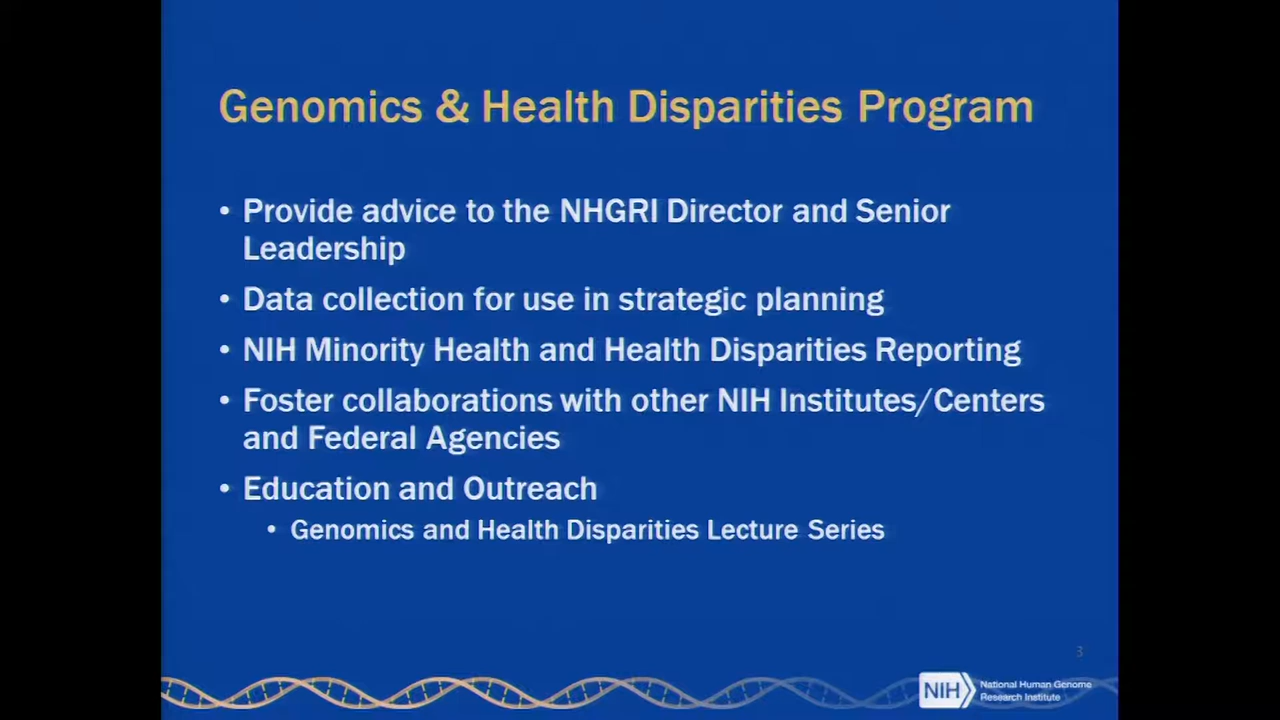 Genomics & Health Disparities Program
• Provide advice to the NHGRI Director and Senior
Leadership
• Data collection for use in strategic planning
• NIH Minority Health and Health Disparities Reporting
• Foster collaborations with other NIH Institutes/Centers
and Federal Agencies
• Education and Outreach
• Genomics and Health Disparities Lecture Series
3
NIH
National Human Genome
Research Institute